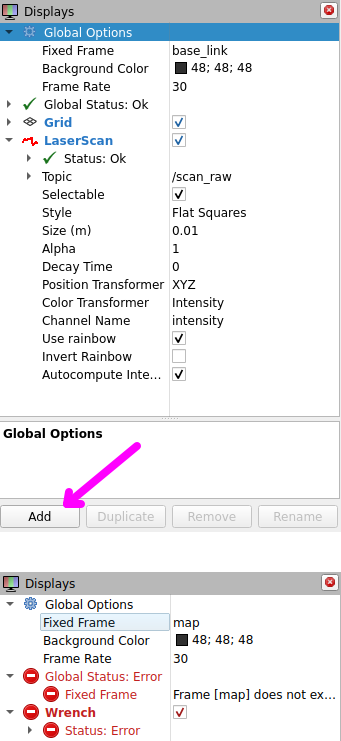 Displays
Global Options
Fixed Frame base_link
Background Color 48; 48; 48
Frame Rate 30
Global Status: Ok
Grid
LaserScan
Status: Ok
Topic /scan_raw
Selectable
Style Flat Squares
Size (m) 0.01
Alpha 1
Decay Time 0
Position Transformer XYZ
Color Transformer Intensity
Channel Name intensity
Use rainbow
Invert Rainbow
Autocompute Inte...
Global Options
Add Duplicate Remove Rename
Displays
Global Options
Fixed Frame map
Background Color 48; 48; 48
Frame Rate 30
Global Status: Error
Fixed Frame Frame [map] does not ex...
Wrench
Status: Error